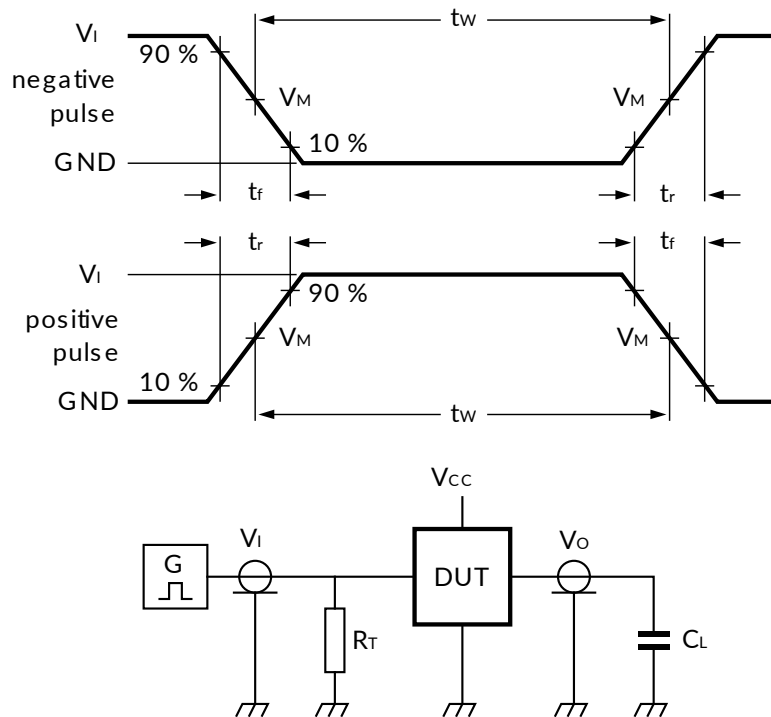 VI
tW
90 %
negative
pulse
VM
VM
10 %
GND
tf
tr
tr
tf
VI
90 %
positive
pulse
VM
VM
10 %
GND
tW
VCC
VI
VO
G
DUT
RT
CL